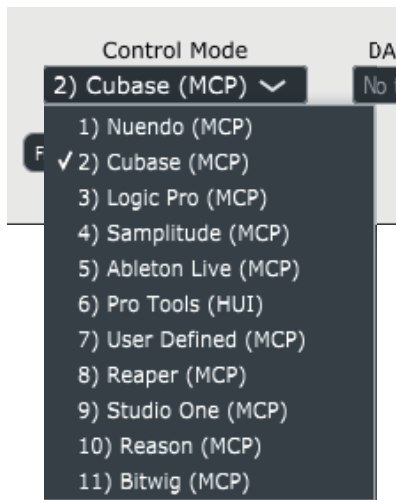 Control Mode
DA
2) Cubase (MCP)
No
F
1) Nuendo (MCP)
✓ 2) Cubase (MCP)
3) Logic Pro (MCP)
4) Samplitude (MCP)
5) Ableton Live (MCP)
6) Pro Tools (HUI)
7) User Defined (MCP)
8) Reaper (MCP)
9) Studio One (MCP)
10) Reason (MCP)
11) Bitwig (MCP)